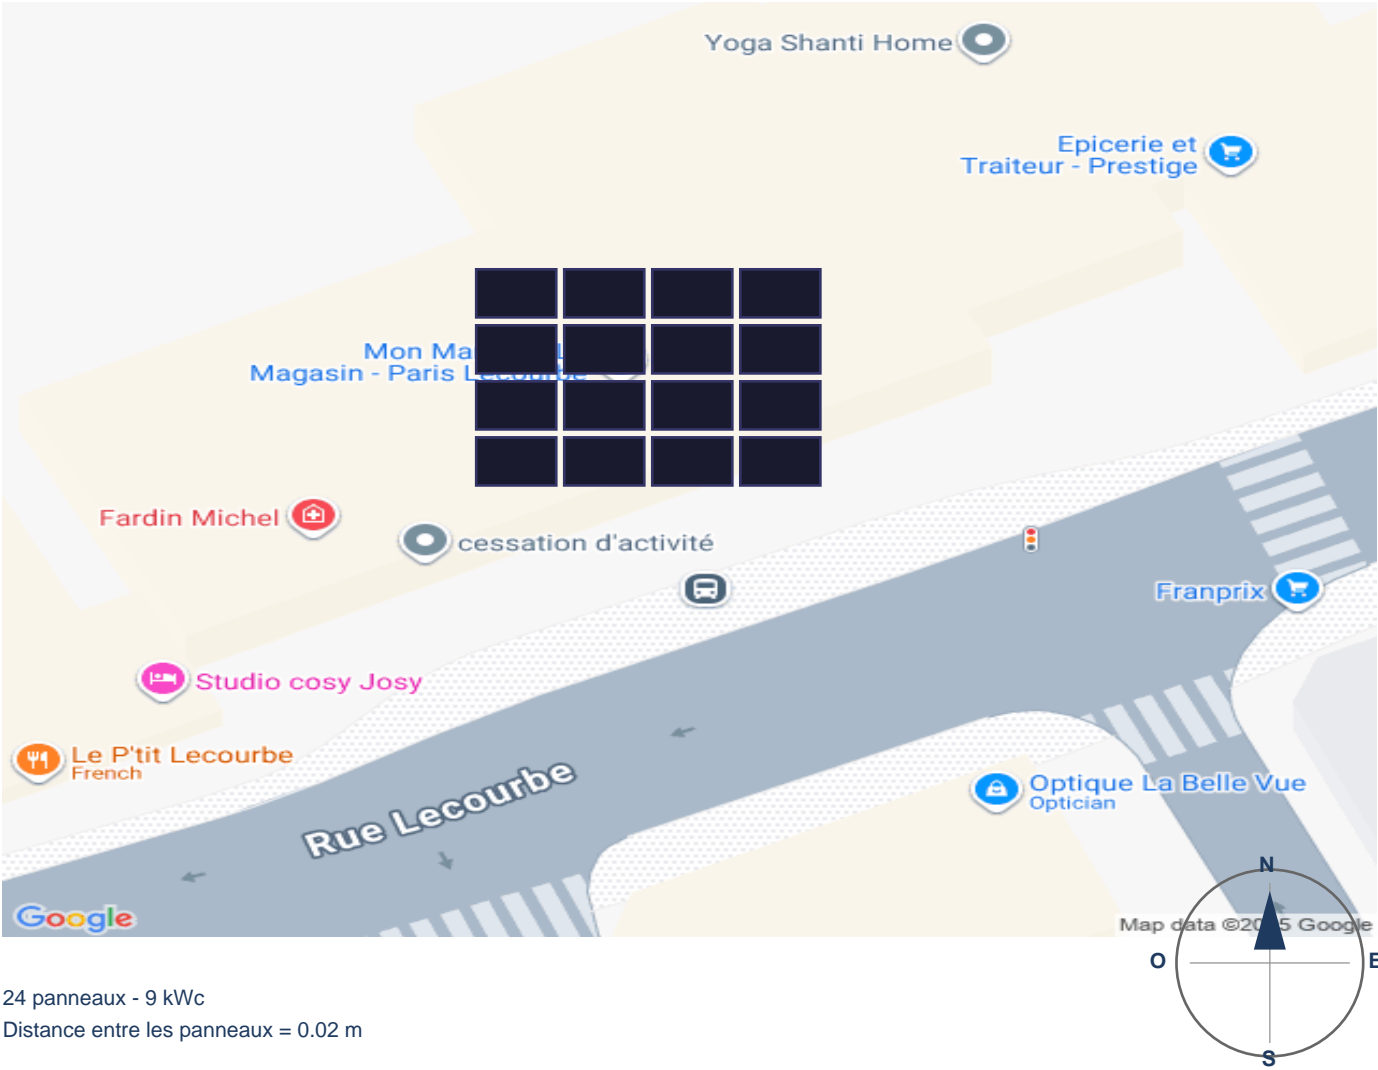 Yoga Shanti Home
Epicerie et
Traiteur - Prestige
Mon Ma
Magasin - Paris Lecourbe
Fardin Michel
cessation d'activité
Franprix
Studio cosy Josy
Le P'tit Lecourbe
French
Rue Lecourbe
Optique La Belle Vue
Optician
Google
Map data ©2025 Google
N
O
E
S
24 panneaux - 9 kWc
Distance entre les panneaux = 0.02 m